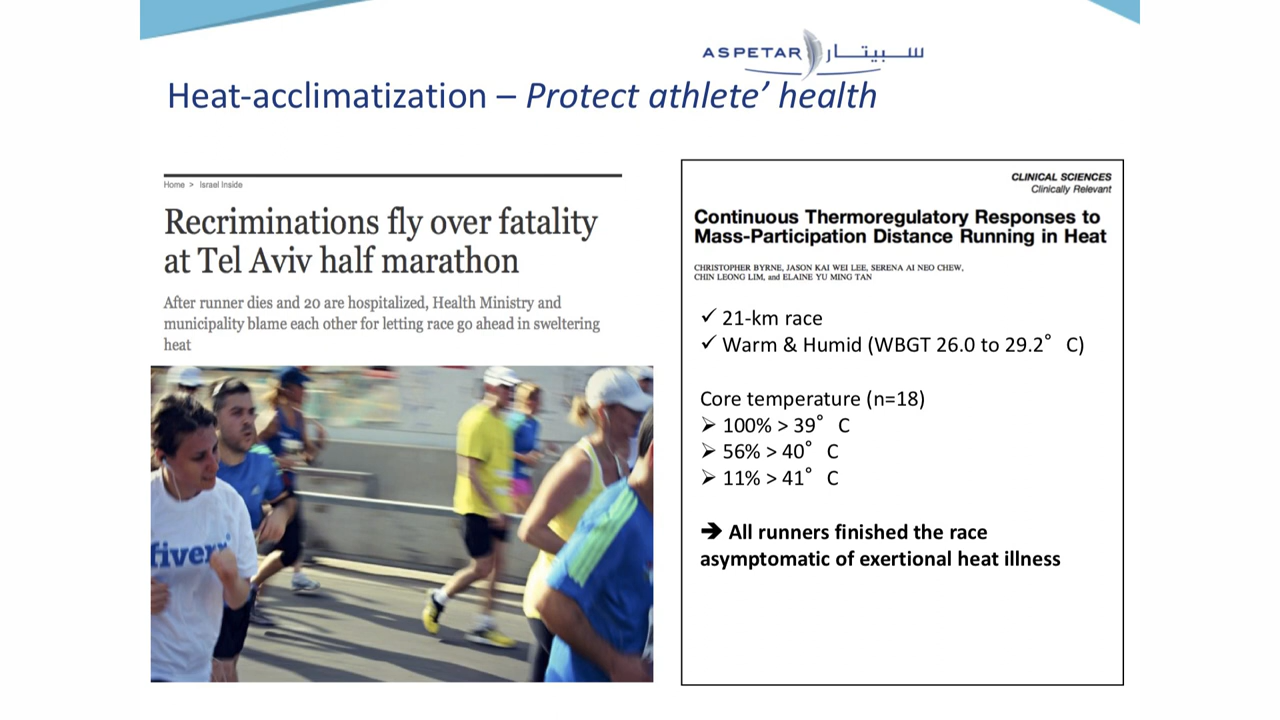 ASPETAR سبيتار
Heat-acclimatization – Protect athlete’ health
Home > Israel Inside
Recriminations fly over fatality
at Tel Aviv half marathon
After runner dies and 20 are hospitalized, Health Ministry and
municipality blame each other for letting race go ahead in sweltering
heat
fiverr
CLINICAL SCIENCES
Clinically Relevant
Continuous Thermoregulatory Responses to
Mass-Participation Distance Running in Heat
CHRISTOPHER BYRNE, JASON KAI WEI LEE, SERENA AI NEO CHEW,
CHIN LEONG LIM, and ELAINE YU MING TAN
✓ 21-km race
✓ Warm & Humid (WBGT 26.0 to 29.2° C)
Core temperature (n=18)
➢ 100% > 39° C
➢ 56% > 40° C
➢ 11% > 41° C
➔ All runners finished the race
asymptomatic of exertional heat illness